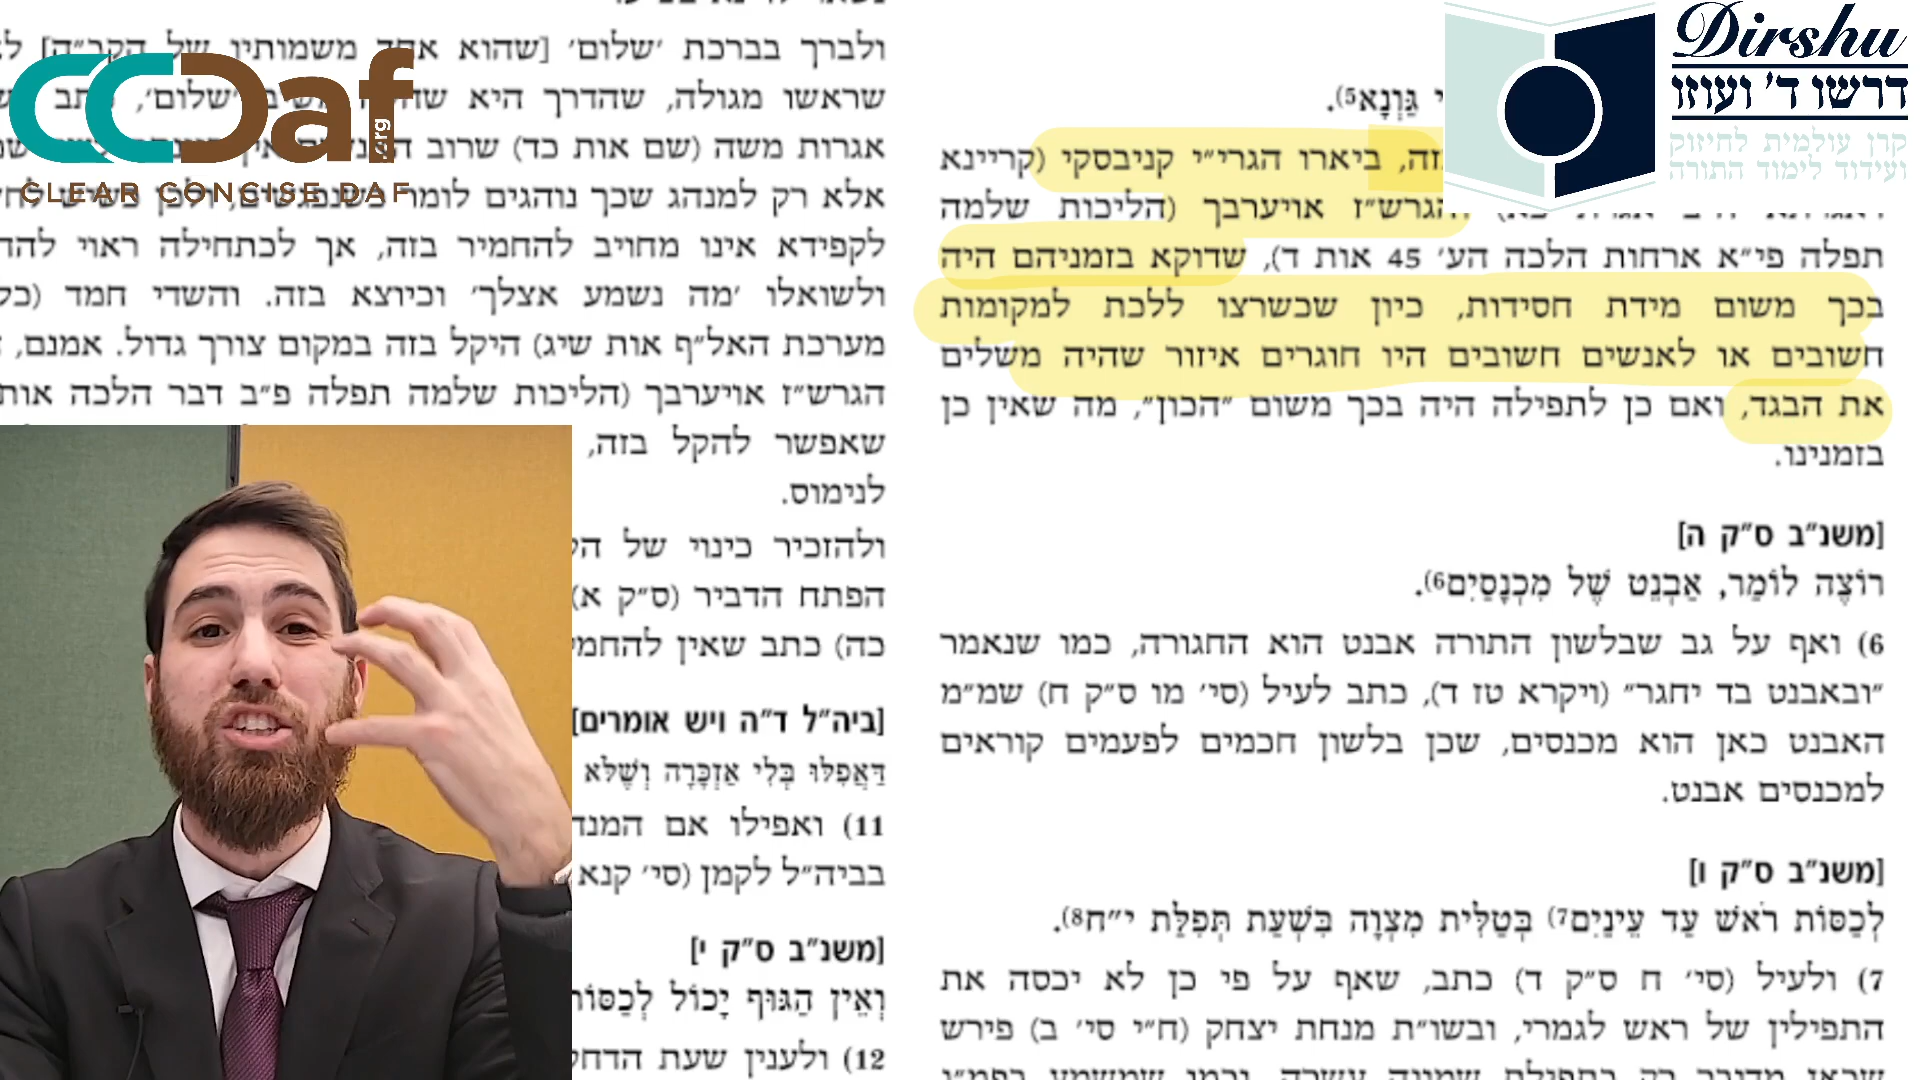 CCDaf
.org
CLEAR CONCISE DAF
Dirshu
דרשו ד' ועוזו
קרן עולמית לחיזוק
ועידוד לימוד התורה
גַּוְנָא5).
זה, ביארו הגרי״י קניבסקי (קריינא
הגרש״ז אויערבך (הליכות שלמה
תפלה פי״א ארחות הלכה הע׳ 45 אות ד), שדוקא בזמניהם היה
בכך משום מידת חסידות, כיון שכשרצו ללכת למקומות
חשובים או לאנשים חשובים היו חוגרים איזור שהיה משלים
את הבגד, ואם כן לתפילה היה בכך משום ״הכון״, מה שאין כן
בזמנינו.
[משנ״ב ס״ק ה]
רוֹצֶה לוֹמַר, אַבְנֵט שֶׁל מִכְנָסַיִם6).
6) ואף על גב שבלשון התורה אבנט הוא החגורה, כמו שנאמר
״ובאבנט בד יחגר״ (ויקרא טז ד), כתב לעיל (סי׳ מו ס״ק ח) שמ״מ
האבנט כאן הוא מכנסים, שכן בלשון חכמים לפעמים קוראים
למכנסים אבנט.
[משנ״ב ס״ק ו]
לְכַסּוֹת רֹאשׁ עַד עֵינַיִם7) בְּטַלִּית מִצְוָה בִּשְׁעַת תְּפִלַּת י״ח8).
7) ולעיל (סי׳ ח ס״ק ד) כתב, שאף על פי כן לא יכסה את
התפילין של ראש לגמרי, ובשו״ת מנחת יצחק (ח״י סי׳ ב) פירש
ולברך בברכת ׳שלום׳ [שהוא אחד משמותיו של הקב״ה]
שראשו מגולה, שהדרך היא ׳שלום׳,
אגרות משה (שם אות כד) שרוב
אלא רק למנהג שכך נוהגים לומר
לקפידא אינו מחויב להחמיר בזה, אך לכתחילה ראוי
ולשואלו ׳מה נשמע אצלך׳ וכיוצא בזה. והשדי חמד
מערכת האל״ף אות שיג) היקל בזה במקום צורך גדול. אמנם,
הגרש״ז אויערבך (הליכות שלמה תפלה פ״ב דבר הלכה אות
שאפשר להקל בזה,
לנימוס.
ולהזכיר כינוי של
הפתח הדביר (ס״ק א)
כה) כתב שאין
[ביה״ל ד״ה ויש אומרים]
דַּאֲפִלּוּ בְּלִי אַזְכָּרָה וְשֶׁלֹּא
11) ואפילו אם
בביה״ל לקמן (סי׳ קנא
[משנ״ב ס״ק י]
וְאֵין הַגּוּף יָכוֹל לְכַסּוֹת
12) ולענין שעת